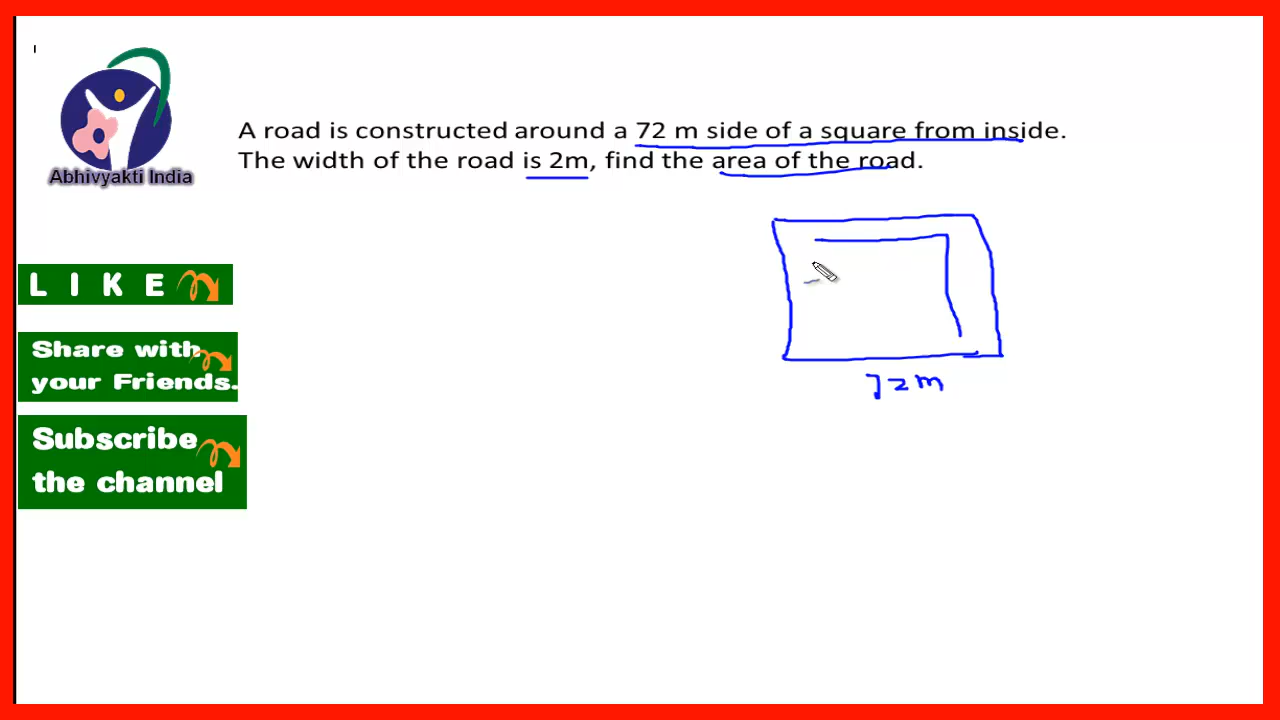 A road is constructed around a 72 m side of a square from inside.
The width of the road is 2m, find the area of the road.
Abhivyakti India
LIKE
Share with
your Friends.
Subscribe
the channel
72m